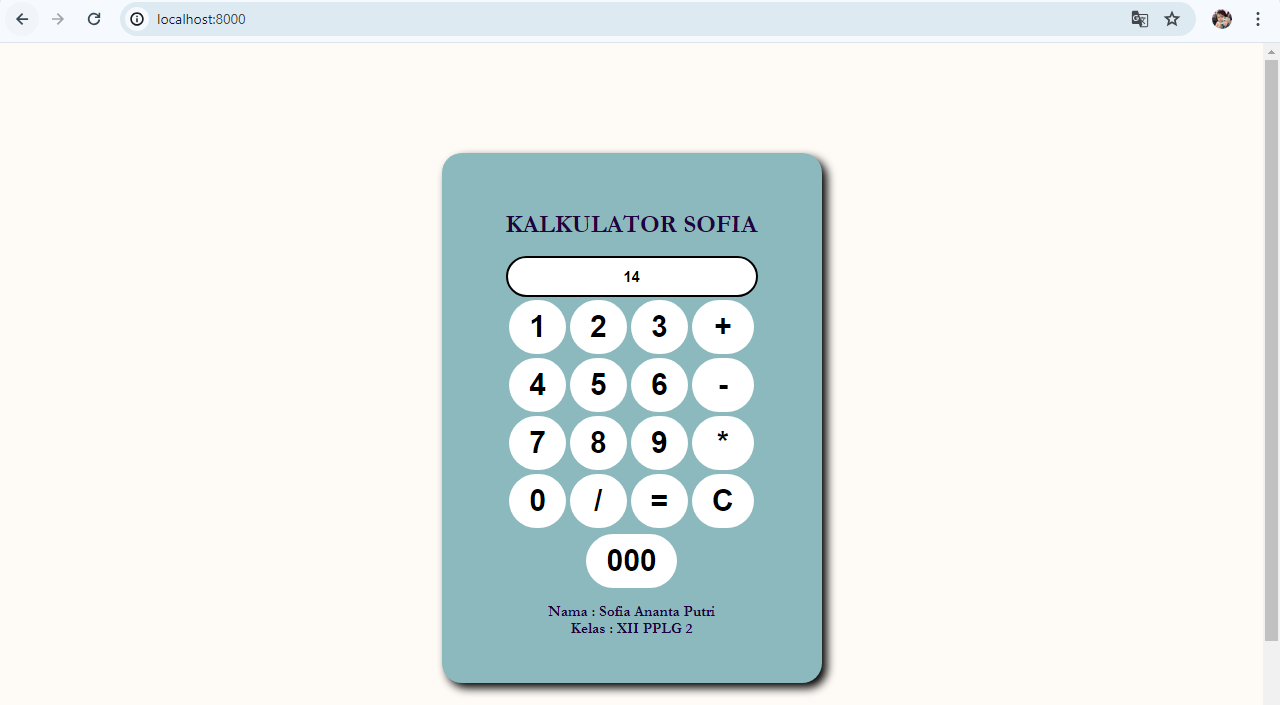 localhost:8000
KALKULATOR SOFIA
14
1 2 3 +
4 5 6 -
7 8 9 *
0 / = C
000
Nama : Sofia Ananta Putri
Kelas : XII PPLG 2